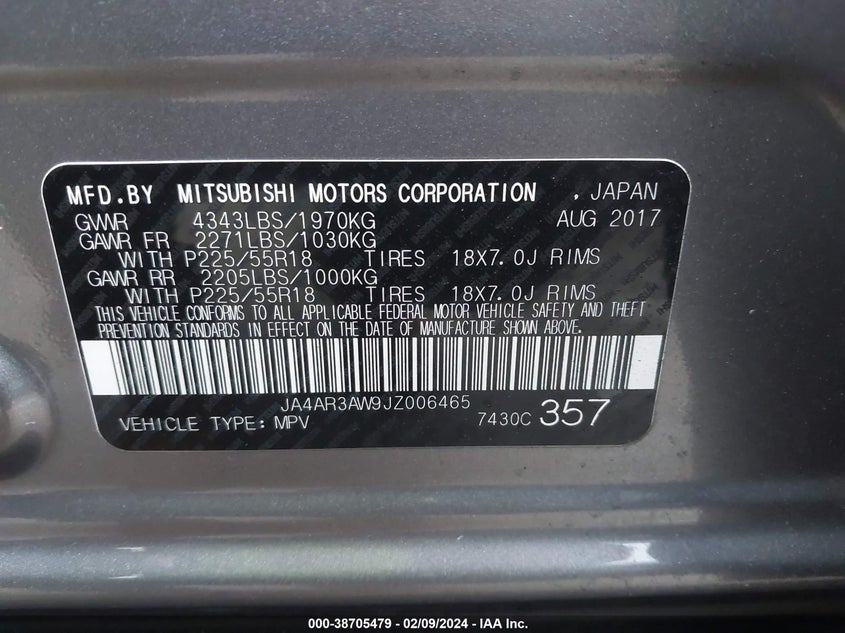 MFD.BY MITSUBISHI MOTORS CORPORATION , JAPAN
GVWR 4343LBS/1970KG AUG 2017
GAWR FR 2271LBS/1030KG
WITH P225/55R18 TIRES 18X7.0J RIMS
GAWR RR 2205LBS/1000KG
WITH P225/55R18 TIRES 18X7.0J RIMS
THIS VEHICLE CONFORMS TO ALL APPLICABLE FEDERAL MOTOR VEHICLE SAFETY AND THEFT
PREVENTION STANDARDS IN EFFECT ON THE DATE OF MANUFACTURE SHOWN ABOVE.
JA4AR3AW9JZ006465
VEHICLE TYPE: MPV 7430C 357
000-38705479 - 02/09/2024 - IAA Inc.